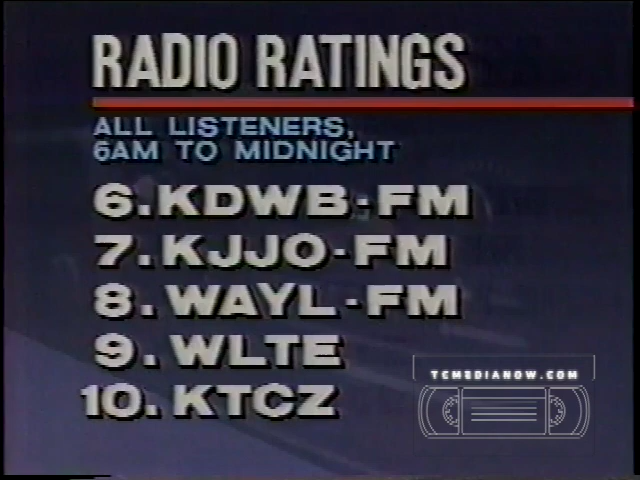 RADIO RATINGS
ALL LISTENERS,
6AM TO MIDNIGHT
6. KDWB-FM
7. KJJO-FM
8. WAYL-FM
9. WLTE
10. KTCZ
TCMEDIANOW.COM